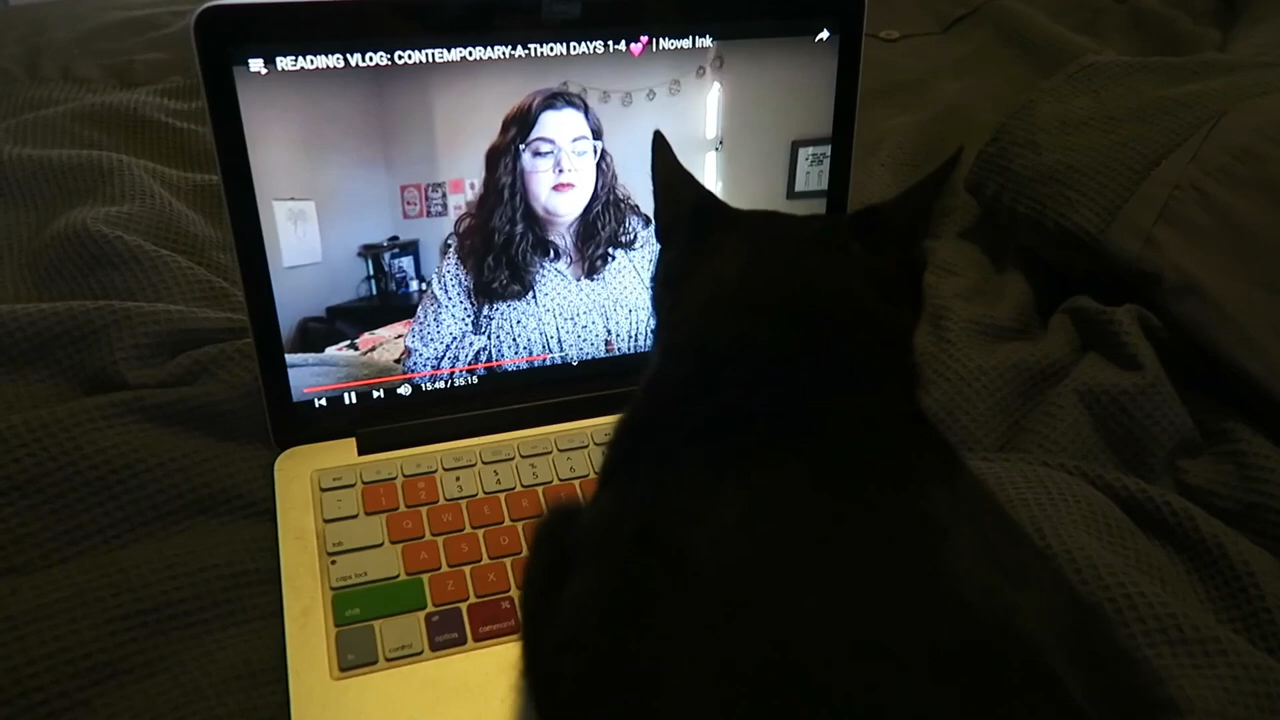 READING VLOG: CONTEMPORARY-A-THON DAYS 1-4 💕 | Novel Ink
15:48 / 35:15
esc
~
! 1 @ 2 # 3 $ 4 % 5 ^ 6
tab Q W E R T
caps lock A S D
shift Z X
fn control option ⌘ command